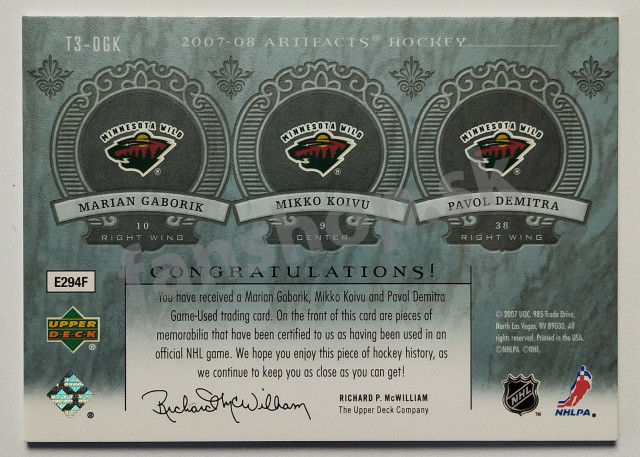 T3-DGK
2007-08 ARTIFACTS® HOCKEY
MINNESOTA WILD ®
MINNESOTA WILD ®
MINNESOTA WILD ®
MARIAN GABORIK
MIKKO KOIVU
PAVOL DEMITRA
10
9
38
RIGHT WING
CENTER
RIGHT WING
fanshop.sk
CONGRATULATIONS!
E294F
You have received a Marian Gaborik, Mikko Koivu and Pavol Demitra
Game-Used trading card. On the front of this card are pieces of
memorabilia that have been certified to us as having been used in an
official NHL game. We hope you enjoy this piece of hockey history, as
we continue to keep you as close as you can get!
UPPER
DECK ®
© 2007 UDC, 985 Trade Drive,
North Las Vegas, NV 89030. All
rights reserved. Printed in the USA.
©NHLPA. ©NHL.
Richard P. McWilliam
RICHARD P. McWILLIAM
The Upper Deck Company
®
NHL ™
NHLPA.